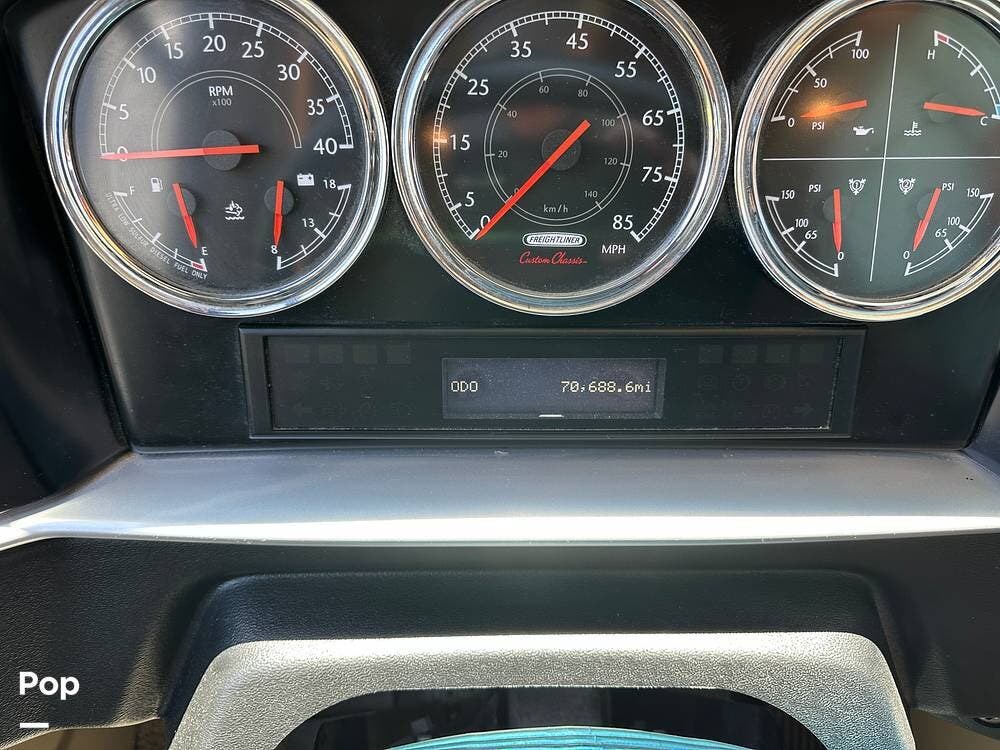 5 10 15 20 25 30 35 40
RPM
x100
0
F E
8 13 18
ULTRA LOW SULFUR DIESEL FUEL ONLY
0 5 15 25 35 45 55 65 75 85
0 20 40 60 80 100 120 140
km/h
FREIGHTLINER
MPH
Custom Chassis
0 50 100
PSI
H C
150 PSI 1
100
65
0
2 PSI 150
100
65
0
ODO 70,688.6mi
Pop